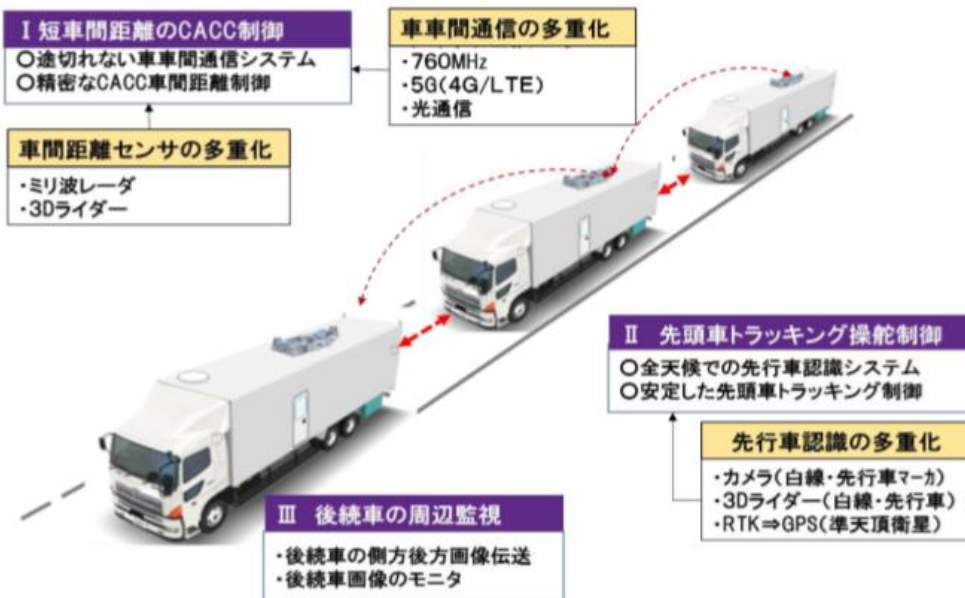 Ⅰ 短車間距離のCACC制御
〇途切れない車車間通信システム
〇精密なCACC車間距離制御
車車間通信の多重化
・760MHz
・5G(4G/LTE)
・光通信
車間距離センサの多重化
・ミリ波レーダ
・3Dライダー
Ⅱ 先頭車トラッキング操舵制御
〇全天候での先行車認識システム
〇安定した先頭車トラッキング制御
先行車認識の多重化
・カメラ(白線・先行車マーカ)
・3Dライダー(白線・先行車)
・RTK⇒GPS(準天頂衛星)
Ⅲ 後続車の周辺監視
・後続車の側方後方画像伝送
・後続車画像のモニタ